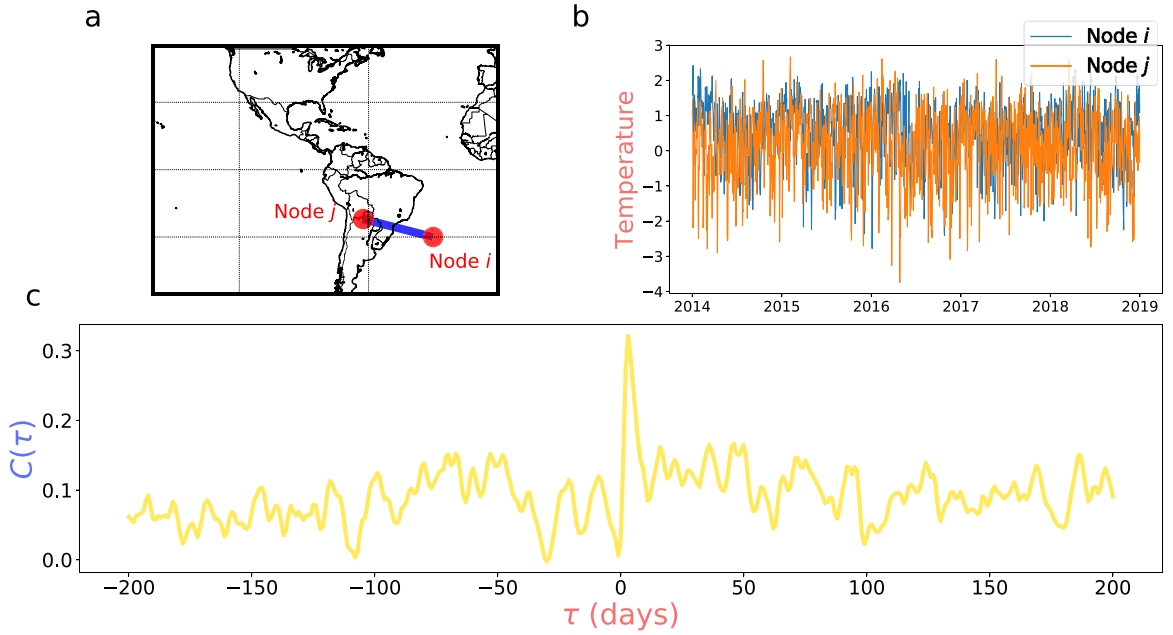 a
Node j
Node i
b
Node i
Node j
Temperature
3
2
1
0
−1
−2
−3
−4
2014 2015 2016 2017 2018 2019
c
C(τ)
0.3
0.2
0.1
0.0
−200 −150 −100 −50 0 50 100 150 200
τ (days)